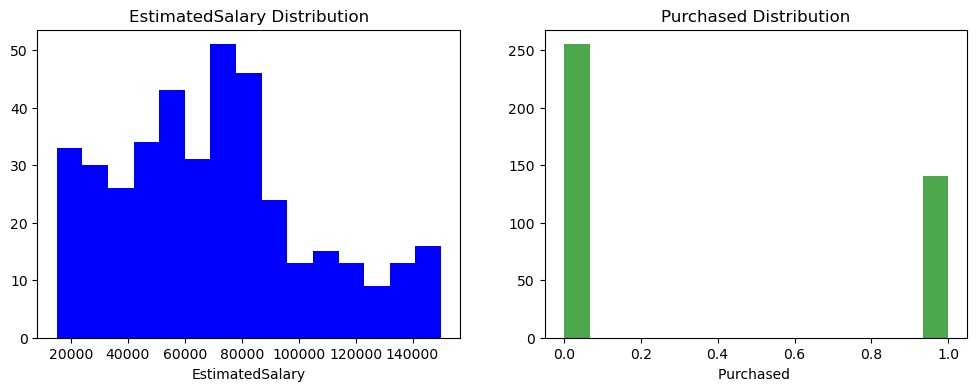 EstimatedSalary Distribution
50
40
30
20
10
0
20000 40000 60000 80000 100000 120000 140000
EstimatedSalary
Purchased Distribution
250
200
150
100
50
0
0.0 0.2 0.4 0.6 0.8 1.0
Purchased